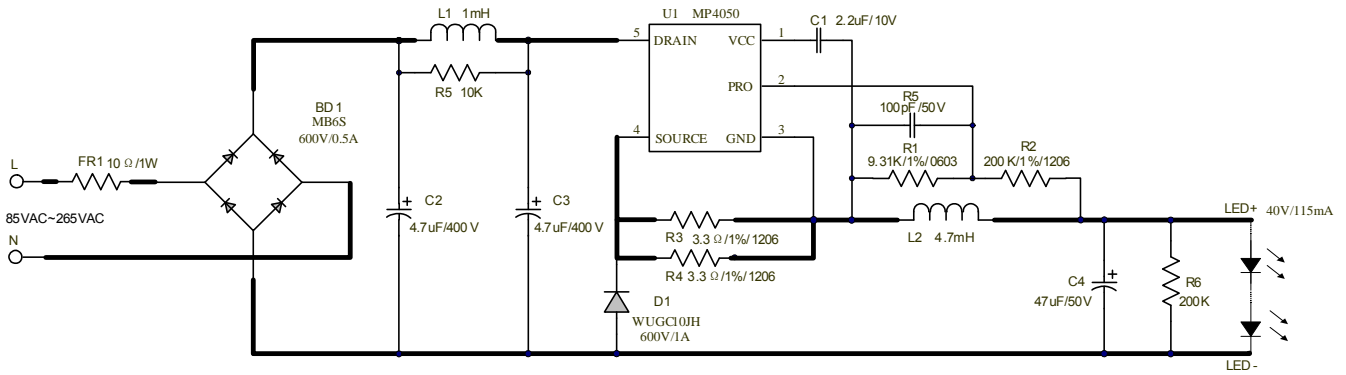 L1 1mH
U1 MP4050
C1 2.2uF/10V
5 DRAIN VCC 1
R5 10K
PRO 2
BD1
MB6S
600V/0.5A
R5
100pF/50V
4 SOURCE GND 3
R1
9.31K/1%/0603
R2
200 K/1%/1206
L
FR1 10 Ω/1W
85VAC~265VAC
C2
4.7uF/400 V
C3
4.7uF/400 V
LED+ 40V/115mA
N
R3 3.3 Ω/1%/1206
L2 4.7mH
R4 3.3 Ω/1%/1206
C4
47uF/50V
R6
200K
D1
WUGC10JH
600V/1A
LED-